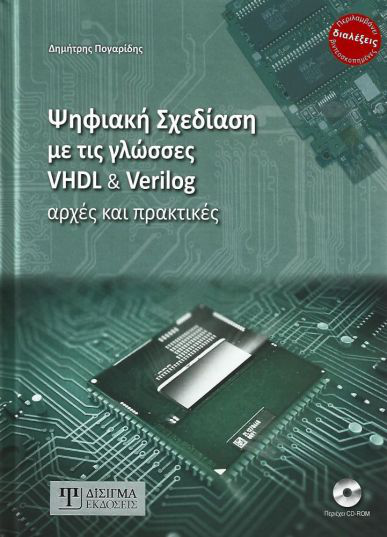 Δημήτρης Πογαρίδης
Περιλαμβάνει
διαλέξεις
βιντεοσκοπημένες
Ψηφιακή Σχεδίαση
με τις γλώσσες
VHDL & Verilog
αρχές και πρακτικές
ΔΙΣΙΓΜΑ
ΕΚΔΟΣΕΙΣ
Περιέχει CD-ROM